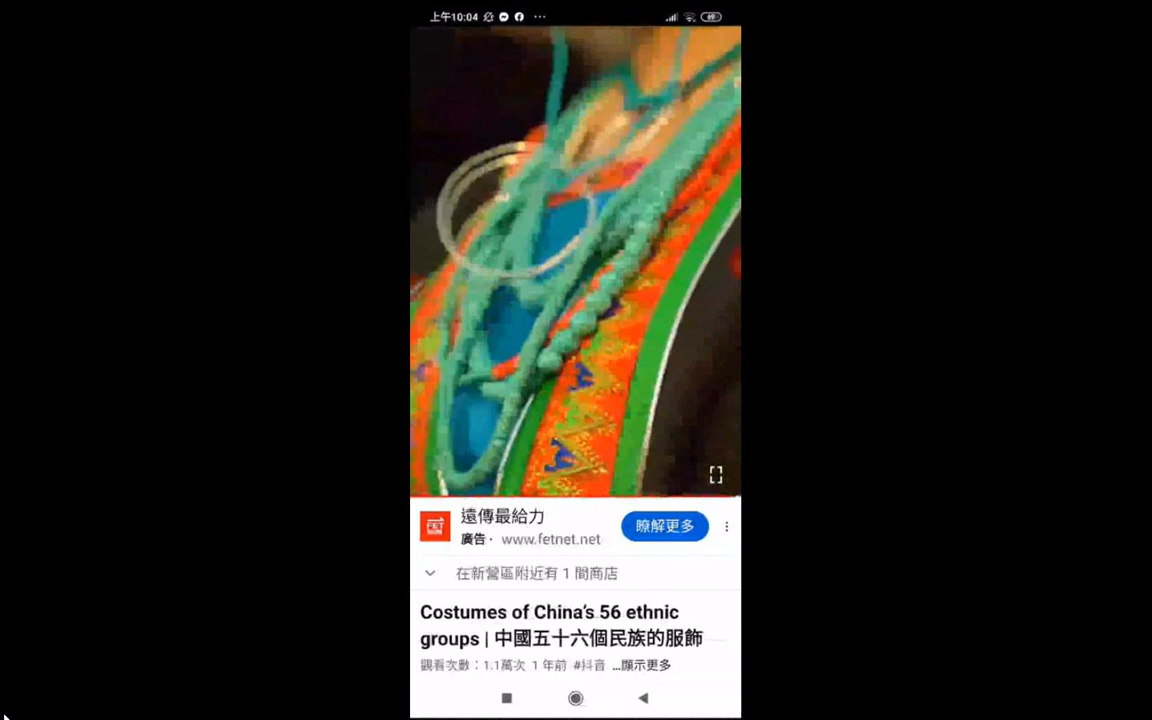 上午10:04
遠傳最給力
廣告· www.fetnet.net
瞭解更多
在新營區附近有 1 間商店
Costumes of China's 56 ethnic
groups | 中國五十六個民族的服飾
觀看次數：1.1萬次 1 年前 #抖音 ...顯示更多